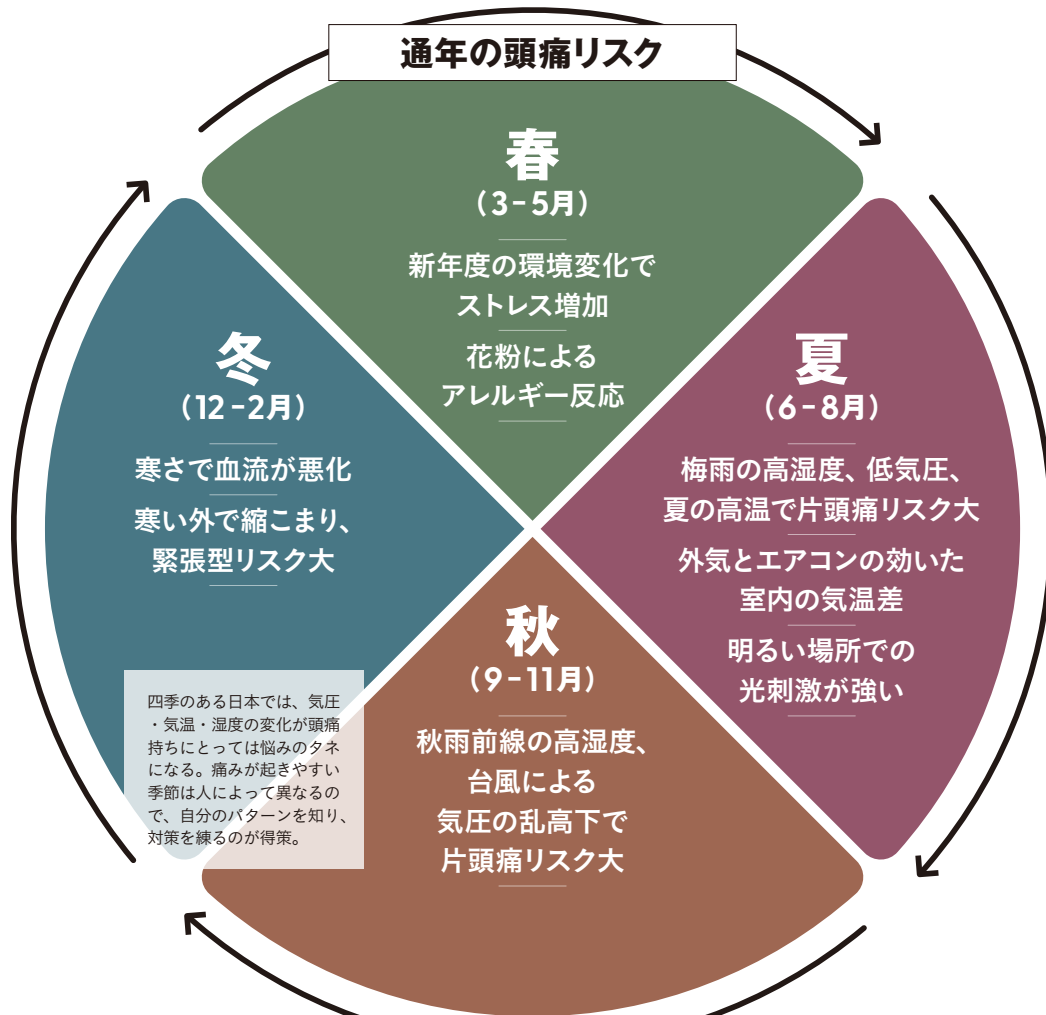 通年の頭痛リスク
春
(3-5月)
新年度の環境変化で
ストレス増加
花粉による
アレルギー反応
夏
(6-8月)
梅雨の高湿度、低気圧、
夏の高温で片頭痛リスク大
外気とエアコンの効いた
室内の気温差
明るい場所での
光刺激が強い
秋
(9-11月)
秋雨前線の高湿度、
台風による
気圧の乱高下で
片頭痛リスク大
冬
(12-2月)
寒さで血流が悪化
寒い外で縮こまり、
緊張型リスク大
四季のある日本では、気圧
・気温・湿度の変化が頭痛
持ちにとっては悩みのタネ
になる。痛みが起きやすい
季節は人によって異なるの
で、自分のパターンを知り、
対策を練るのが得策。